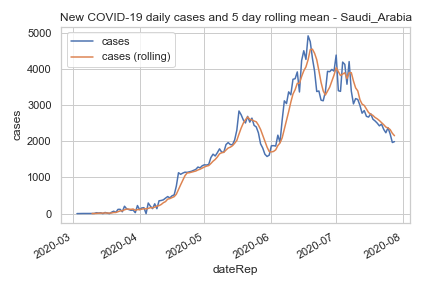 New COVID-19 daily cases and 5 day rolling mean - Saudi_Arabia
cases
cases (rolling)
5000
4000
3000
2000
1000
0
cases
2020-03
2020-04
2020-05
2020-06
2020-07
2020-08
dateRep